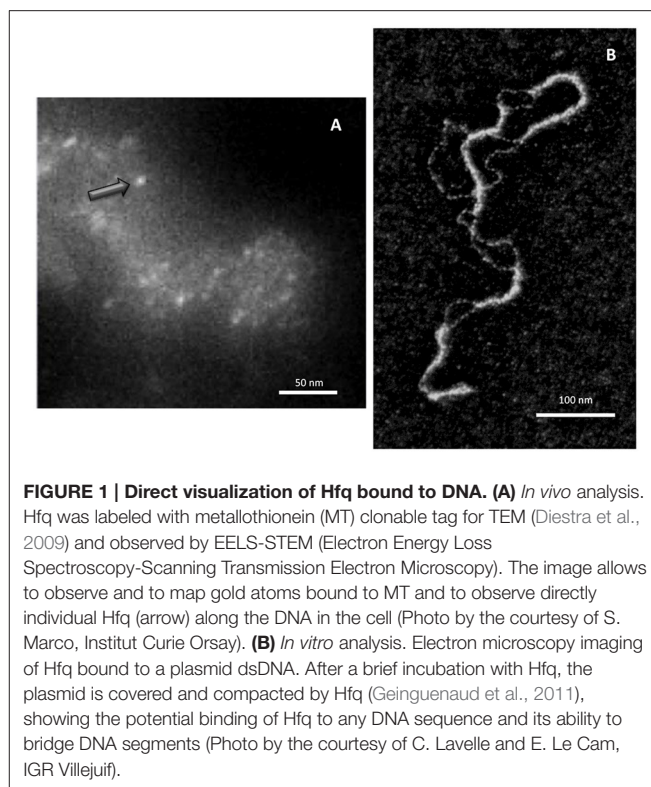 A
B
50 nm
100 nm
FIGURE 1 | Direct visualization of Hfq bound to DNA. (A) In vivo analysis.
Hfq was labeled with metallothionein (MT) clonable tag for TEM (Diestra et al.,
2009) and observed by EELS-STEM (Electron Energy Loss
Spectroscopy-Scanning Transmission Electron Microscopy). The image allows
to observe and to map gold atoms bound to MT and to observe directly
individual Hfq (arrow) along the DNA in the cell (Photo by the courtesy of S.
Marco, Institut Curie Orsay). (B) In vitro analysis. Electron microscopy imaging
of Hfq bound to a plasmid dsDNA. After a brief incubation with Hfq, the
plasmid is covered and compacted by Hfq (Geinguenaud et al., 2011),
showing the potential binding of Hfq to any DNA sequence and its ability to
bridge DNA segments (Photo by the courtesy of C. Lavelle and E. Le Cam,
IGR Villejuif).